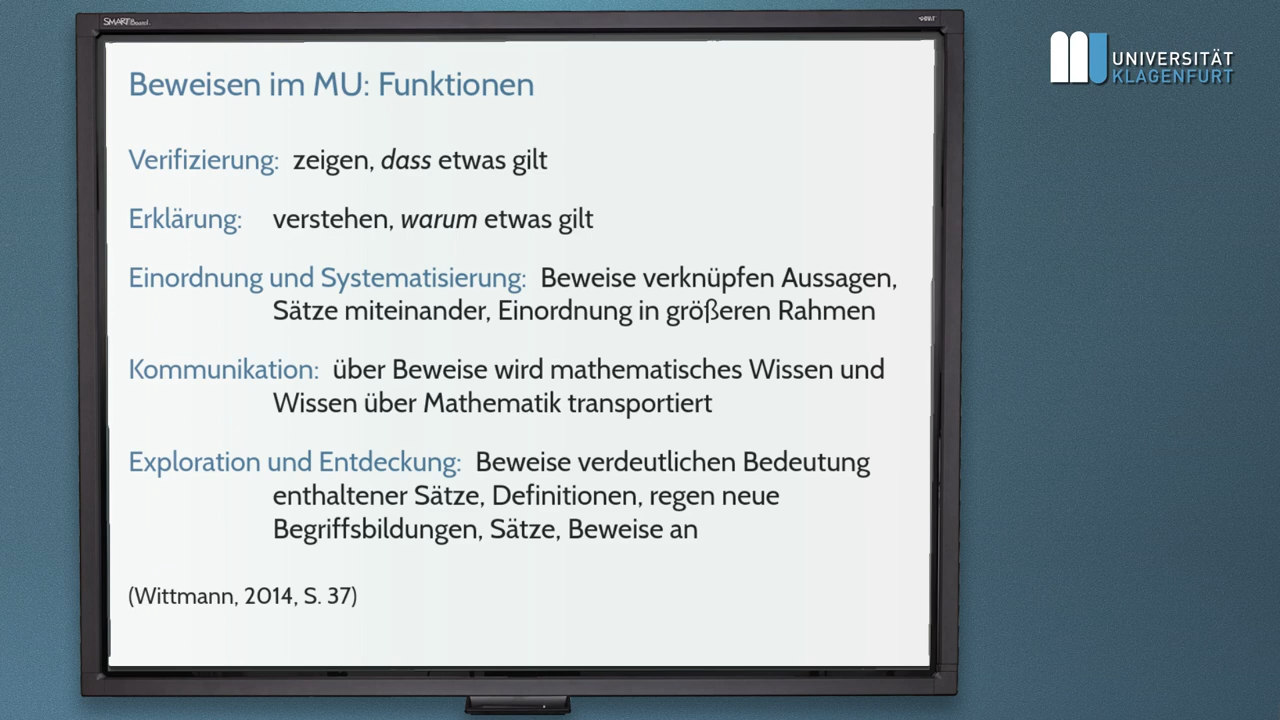 SMART Board
UNIVERSITÄT
KLAGENFURT
Beweisen im MU: Funktionen
Verifizierung: zeigen, dass etwas gilt
Erklärung: verstehen, warum etwas gilt
Einordnung und Systematisierung: Beweise verknüpfen Aussagen,
Sätze miteinander, Einordnung in größeren Rahmen
Kommunikation: über Beweise wird mathematisches Wissen und
Wissen über Mathematik transportiert
Exploration und Entdeckung: Beweise verdeutlichen Bedeutung
enthaltener Sätze, Definitionen, regen neue
Begriffsbildungen, Sätze, Beweise an
(Wittmann, 2014, S. 37)